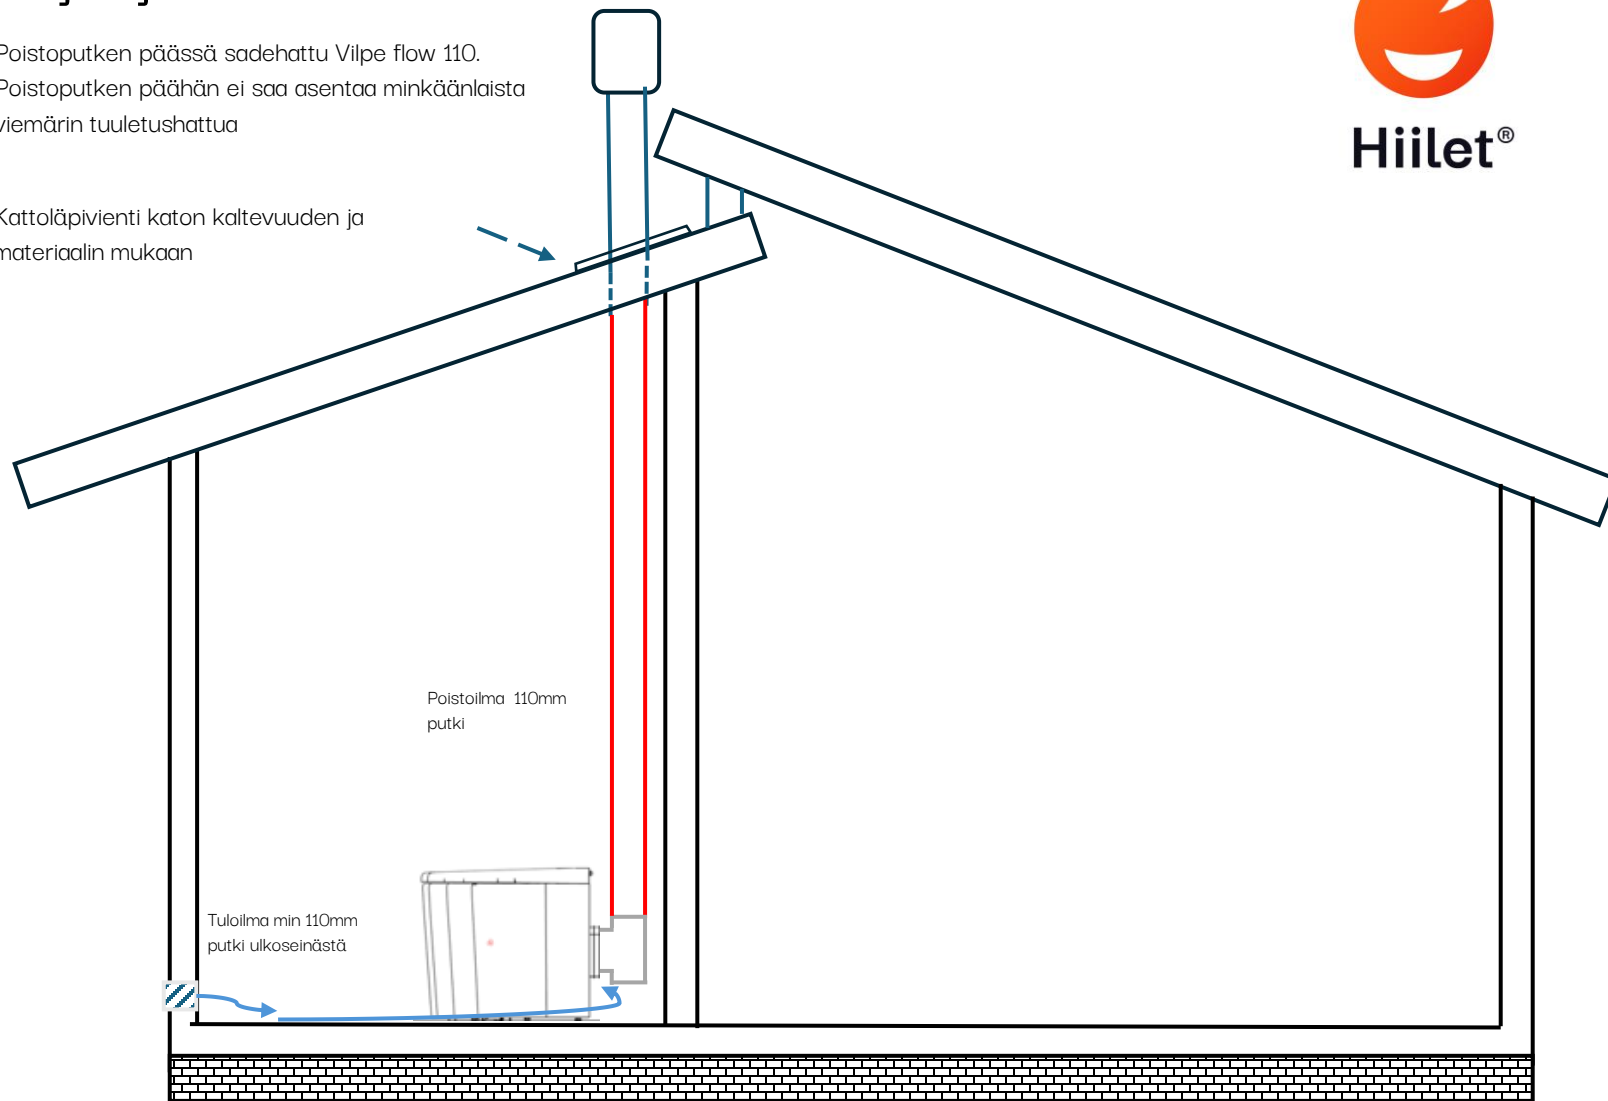 Poistoputken päässä sadehattu Vilpe flow 110.
Poistoputken päähän ei saa asentaa minkäänlaista
viemärin tuuletushattua
Hiilet®
Kattoläpivienti katon kaltevuuden ja
materiaalin mukaan
Poistoilma 110mm
putki
Tuloilma min 110mm
putki ulkoseinästä